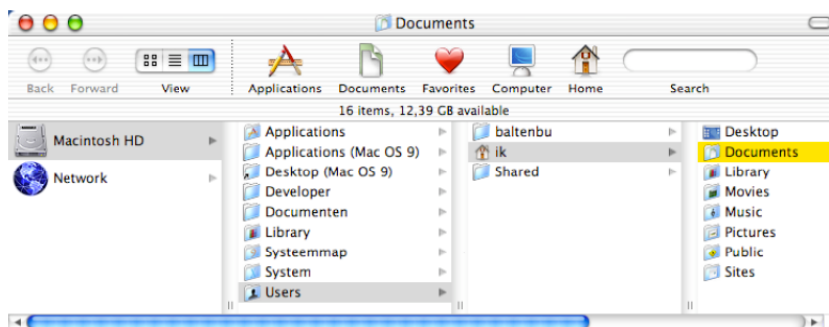 Documents
Back Forward View Applications Documents Favorites Computer Home Search
16 items, 12,39 GB available
Macintosh HD
Network
Applications
Applications (Mac OS 9)
Desktop (Mac OS 9)
Developer
Documenten
Library
Systeemmap
System
Users
baltenbu
ik
Shared
Desktop
Documents
Library
Movies
Music
Pictures
Public
Sites